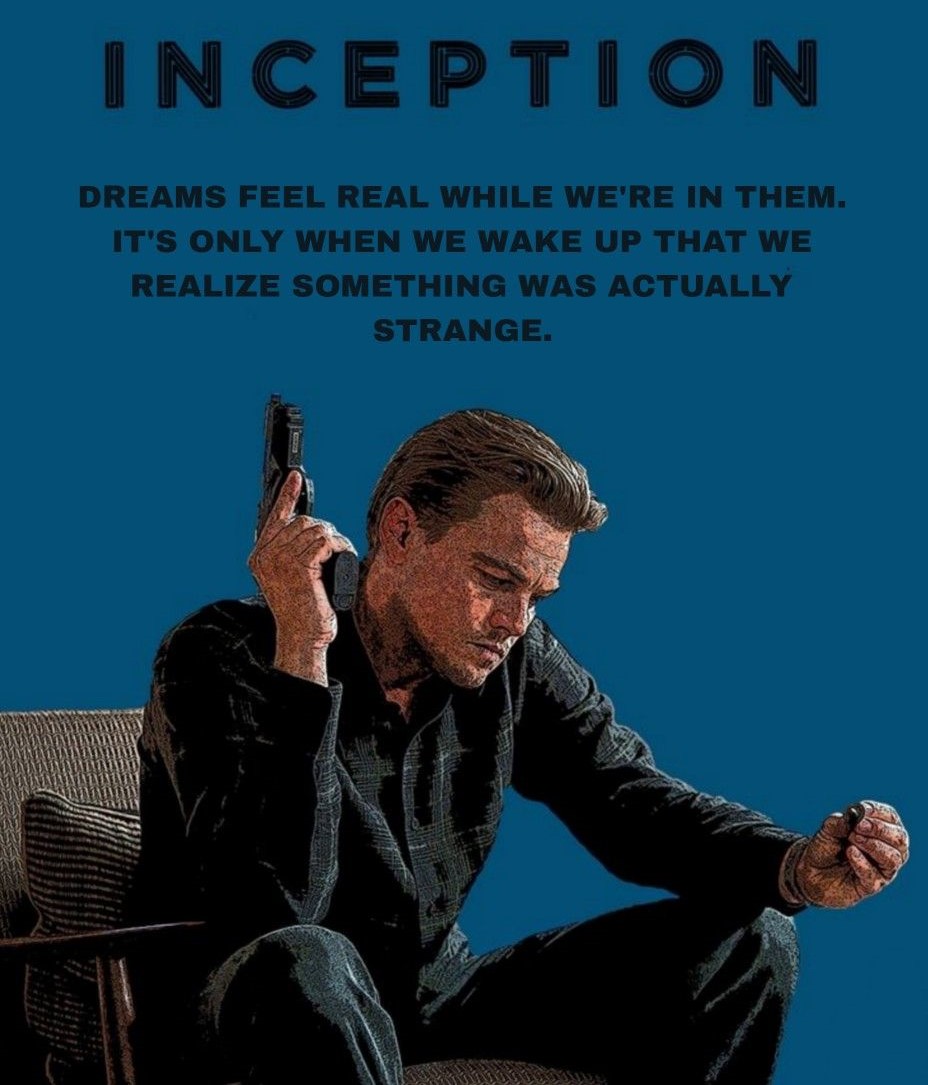 INCEPTION
DREAMS FEEL REAL WHILE WE'RE IN THEM.
IT'S ONLY WHEN WE WAKE UP THAT WE
REALIZE SOMETHING WAS ACTUALLY
STRANGE.